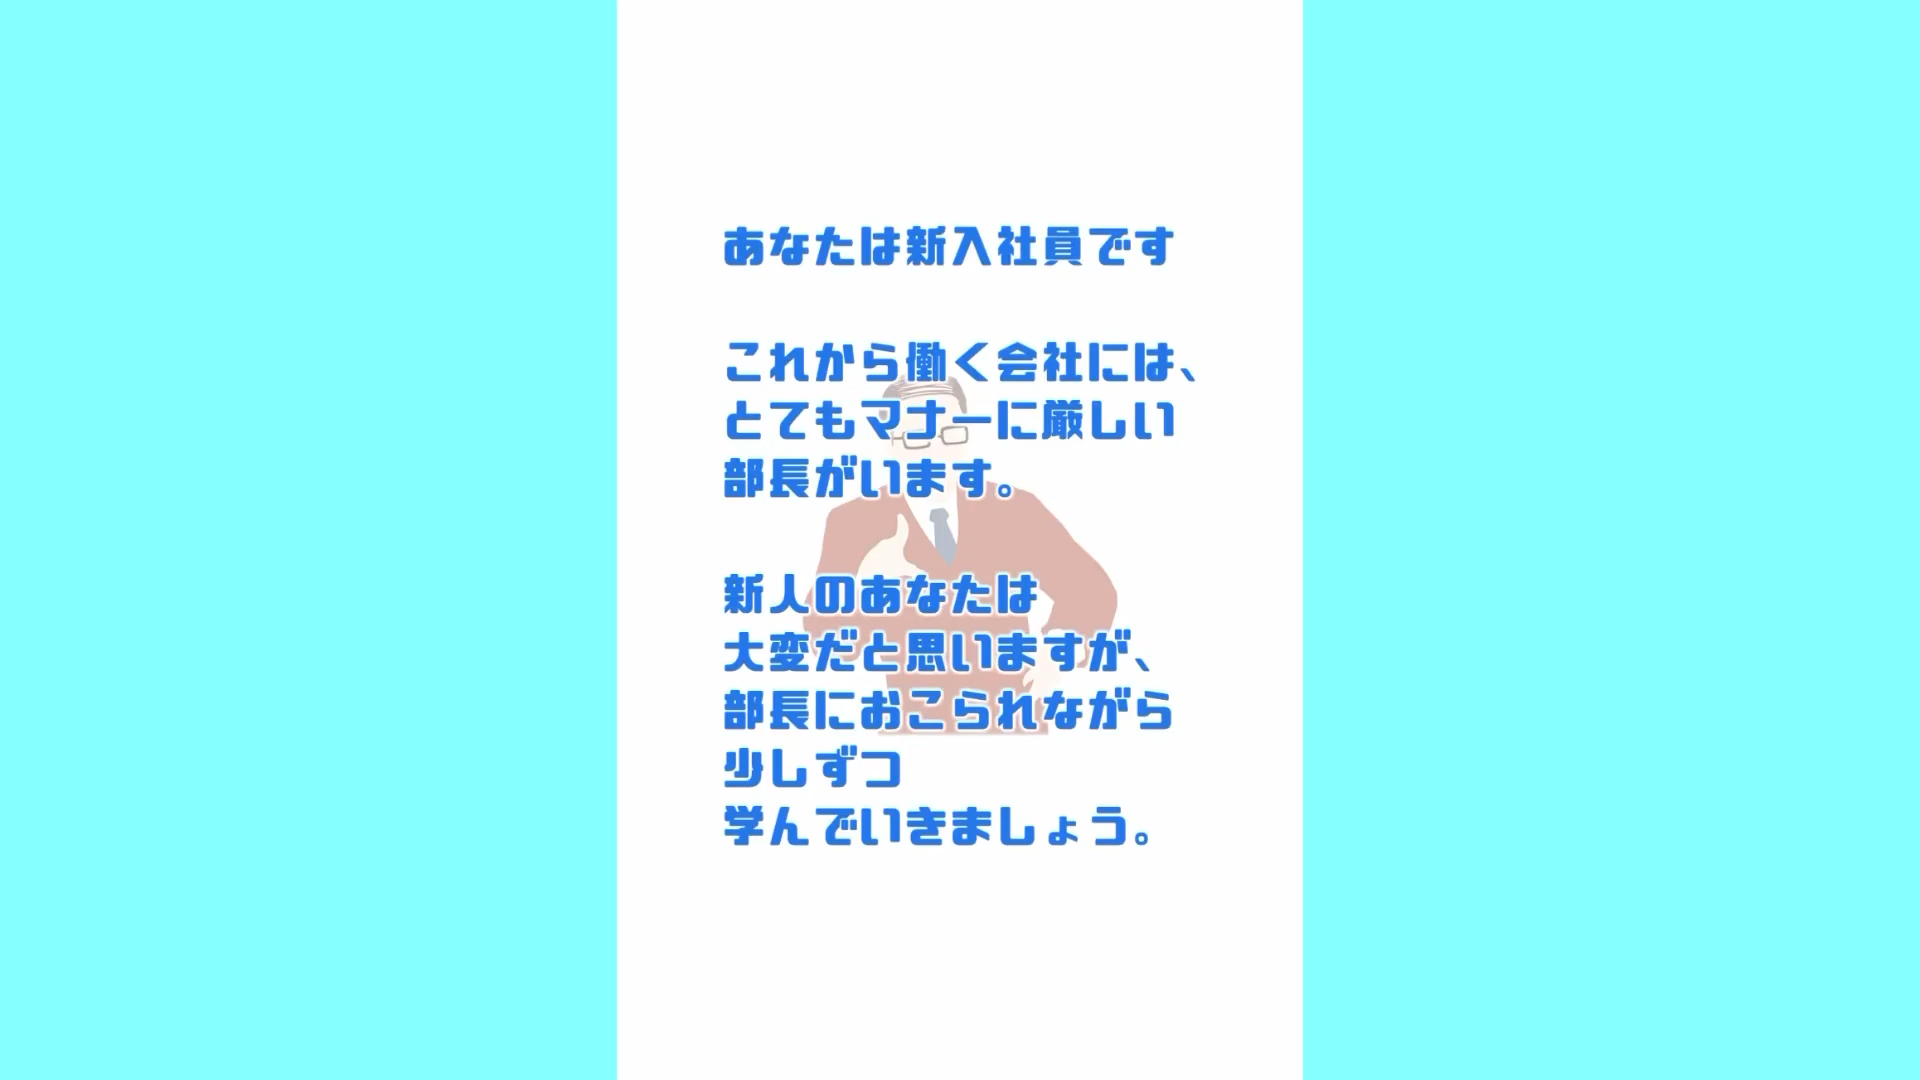 あなたは新入社員です
これから働く会社には、
とてもマナーに厳しい
部長がいます。
新人のあなたは
大変だと思いますが、
部長におこられながら
少しずつ
学んでいきましょう。